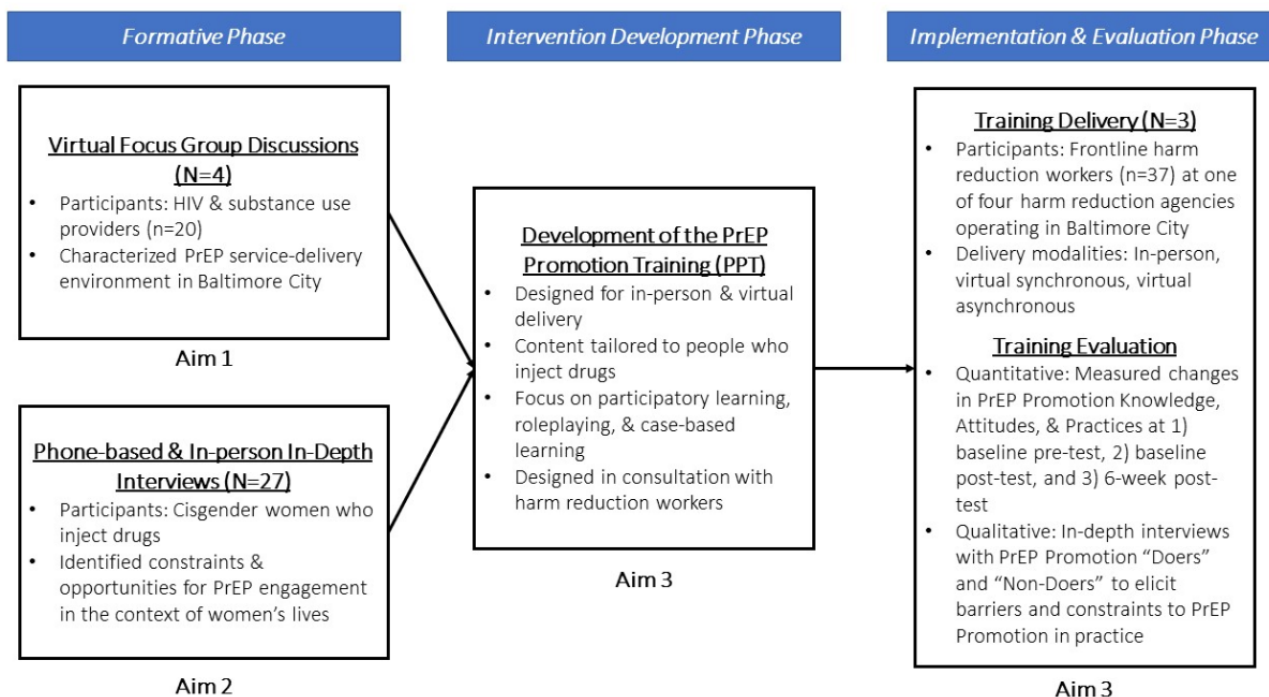 Formative Phase
Intervention Development Phase
Implementation & Evaluation Phase
Virtual Focus Group Discussions
(N=4)
• Participants: HIV & substance use
providers (n=20)
• Characterized PrEP service-delivery
environment in Baltimore City
Aim 1
Phone-based & In-person In-Depth
Interviews (N=27)
• Participants: Cisgender women who
inject drugs
• Identified constraints &
opportunities for PrEP engagement
in the context of women's lives
Aim 2
Development of the PrEP
Promotion Training (PPT)
• Designed for in-person & virtual
delivery
• Content tailored to people who
inject drugs
• Focus on participatory learning,
roleplaying, & case-based
learning
• Designed in consultation with
harm reduction workers
Aim 3
Training Delivery (N=3)
• Participants: Frontline harm
reduction workers (n=37) at one
of four harm reduction agencies
operating in Baltimore City
• Delivery modalities: In-person,
virtual synchronous, virtual
asynchronous
Training Evaluation
• Quantitative: Measured changes
in PrEP Promotion Knowledge,
Attitudes, & Practices at 1)
baseline pre-test, 2) baseline
post-test, and 3) 6-week post-
test
• Qualitative: In-depth interviews
with PrEP Promotion “Doers”
and “Non-Doers” to elicit
barriers and constraints to PrEP
Promotion in practice
Aim 3